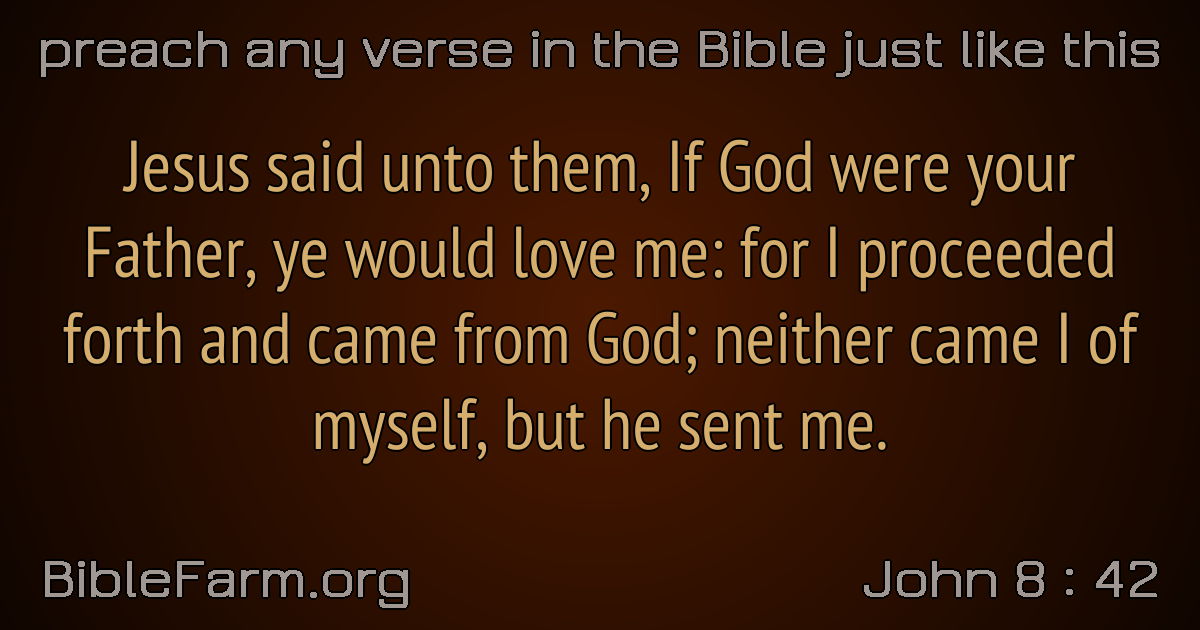 preach any verse in the Bible just like this
Jesus said unto them, If God were your
Father, ye would love me: for I proceeded
forth and came from God; neither came I of
myself, but he sent me.
BibleFarm.org
John 8 : 42